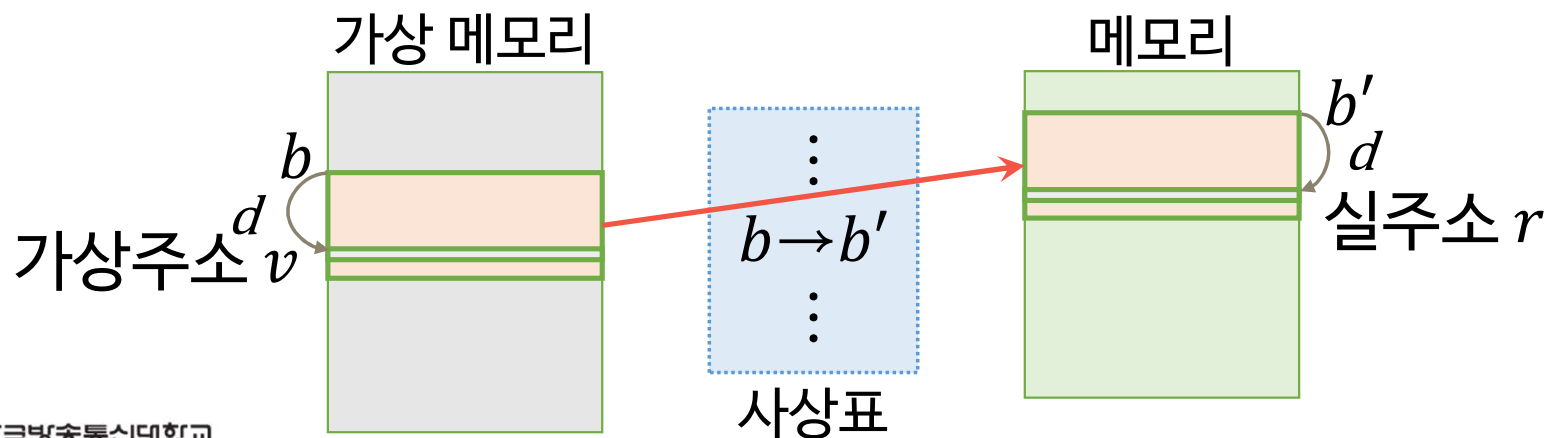 가상 메모리
메모리
b
d
가상주소 v
⋮
b→b′
⋮
b′
d
실주소 r
사상표